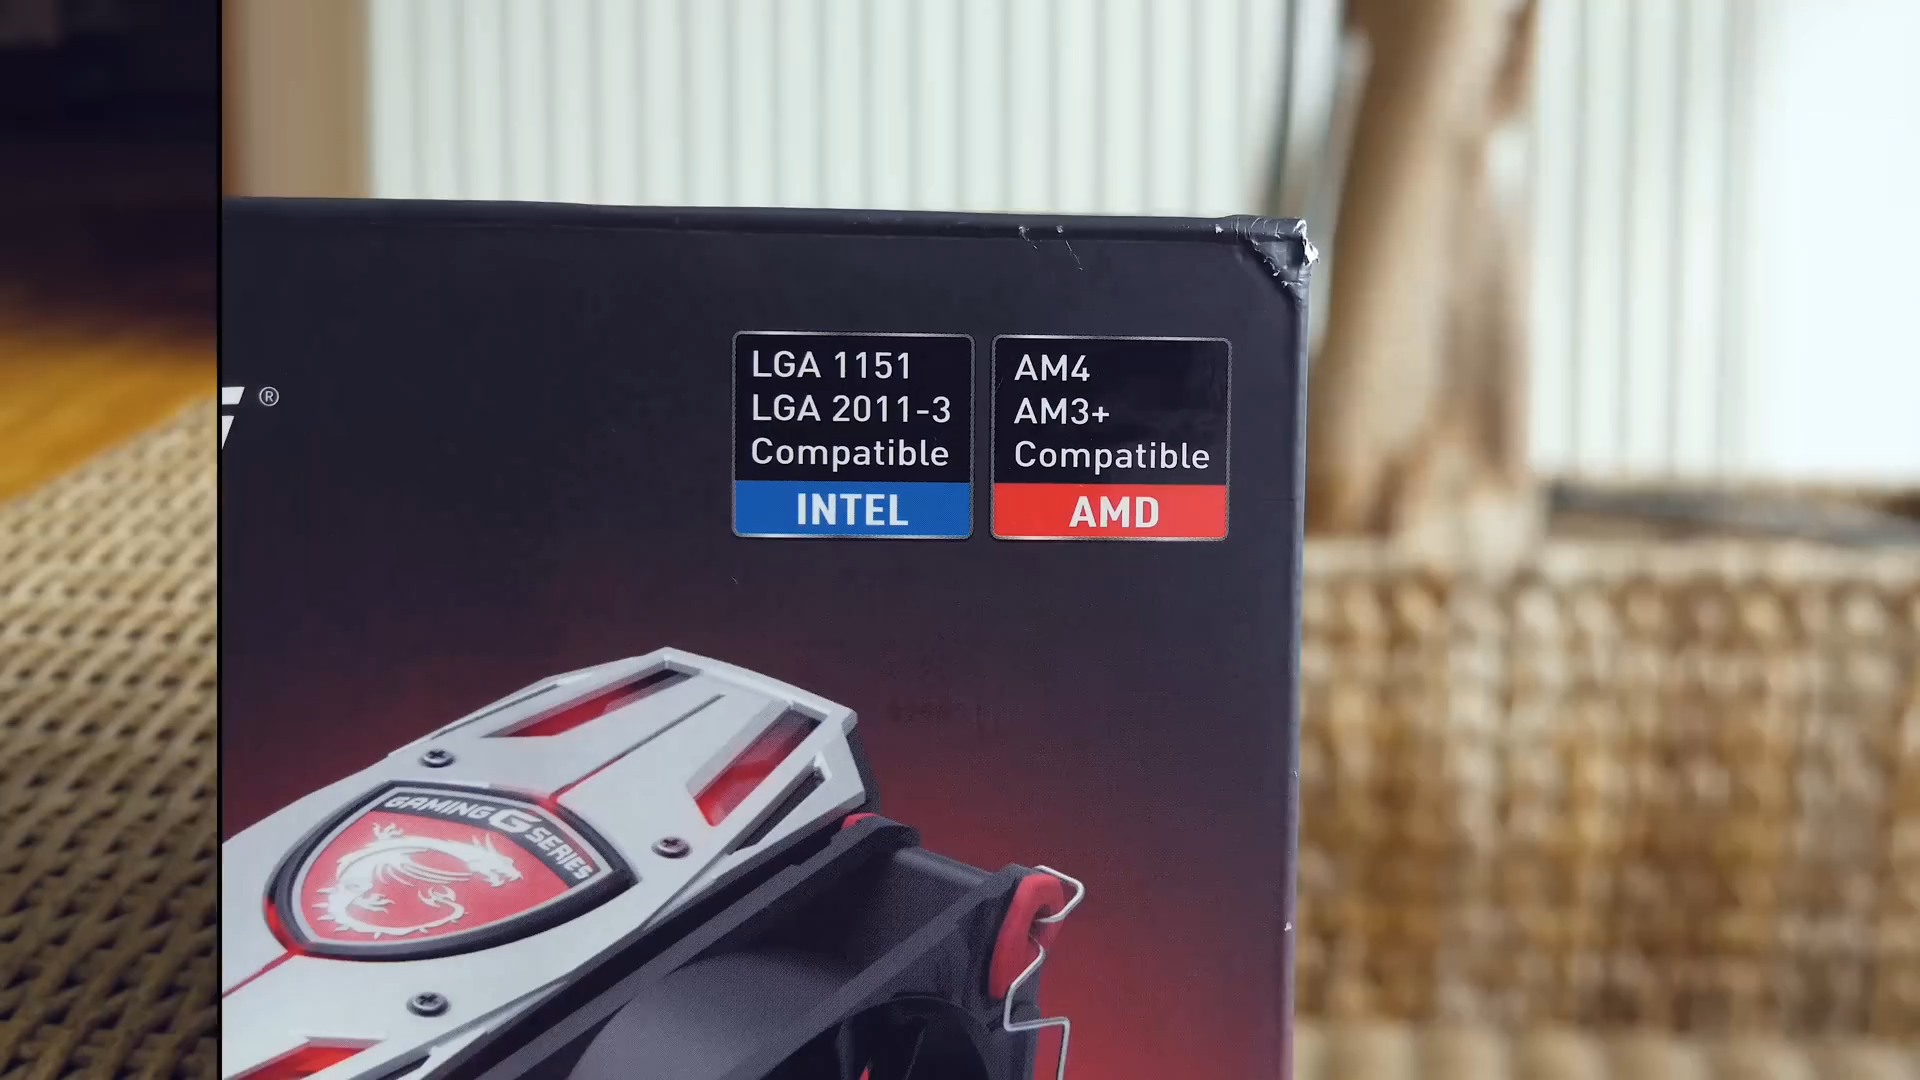 ®
LGA 1151
LGA 2011-3
Compatible
INTEL
AM4
AM3+
Compatible
AMD
GAMING G SERIES